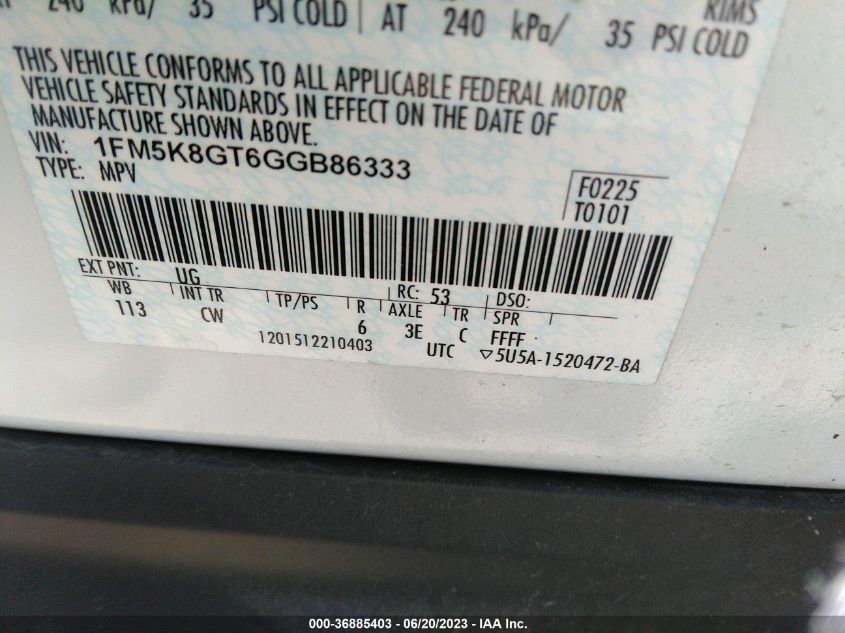 240 kPa/ 35 PSI COLD AT 240 kPa/ 35 PSI COLD
RIMS
THIS VEHICLE CONFORMS TO ALL APPLICABLE FEDERAL MOTOR
VEHICLE SAFETY STANDARDS IN EFFECT ON THE DATE OF
MANUFACTURE SHOWN ABOVE.
VIN: 1FM5K8GT6GGB86333
TYPE: MPV
F0225
T0101
EXT PNT: UG RC: 53 DSO:
WB INT TR TP/PS R AXLE TR SPR
113 CW 6 3E C FFFF
1201512210403 UTC ▽5U5A-1520472-BA
000-36885403 / 06/20/2023 / IAA Inc.